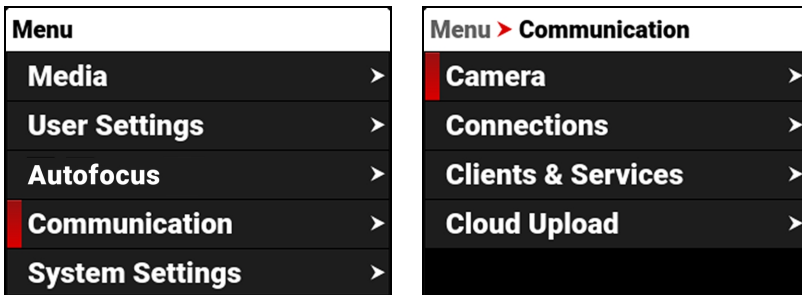 Menu
Media
User Settings
Autofocus
Communication
System Settings
Menu > Communication
Camera
Connections
Clients & Services
Cloud Upload